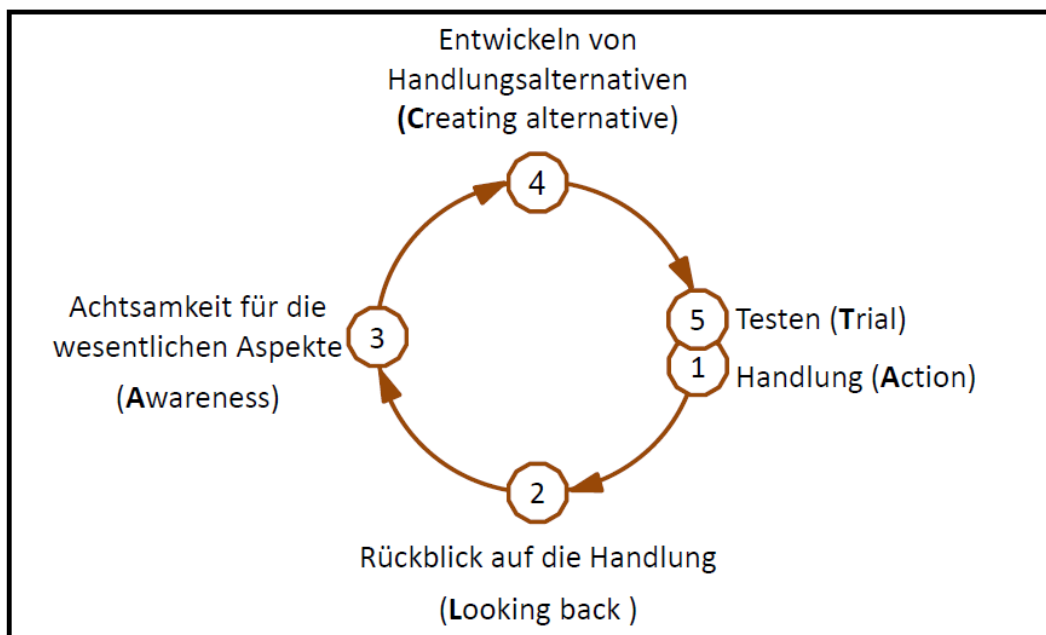 Entwickeln von
Handlungsalternativen
(Creating alternative)
4
5
Testen (Trial)
1
Handlung (Action)
Achtsamkeit für die
wesentlichen Aspekte
(Awareness)
3
2
Rückblick auf die Handlung
(Looking back )